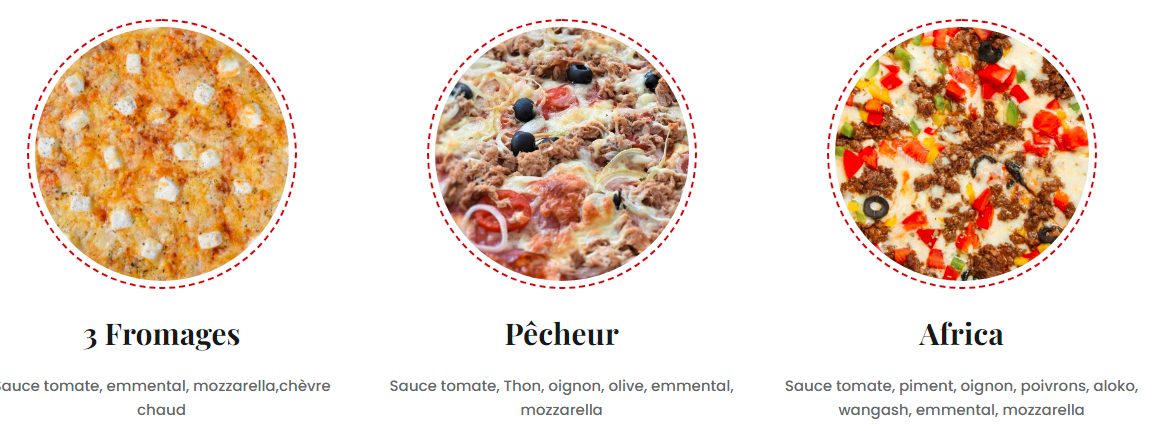 3 Fromages
Sauce tomate, emmental, mozzarella,chèvre
chaud
Pêcheur
Sauce tomate, Thon, oignon, olive, emmental,
mozzarella
Africa
Sauce tomate, piment, oignon, poivrons, aloko,
wangash, emmental, mozzarella